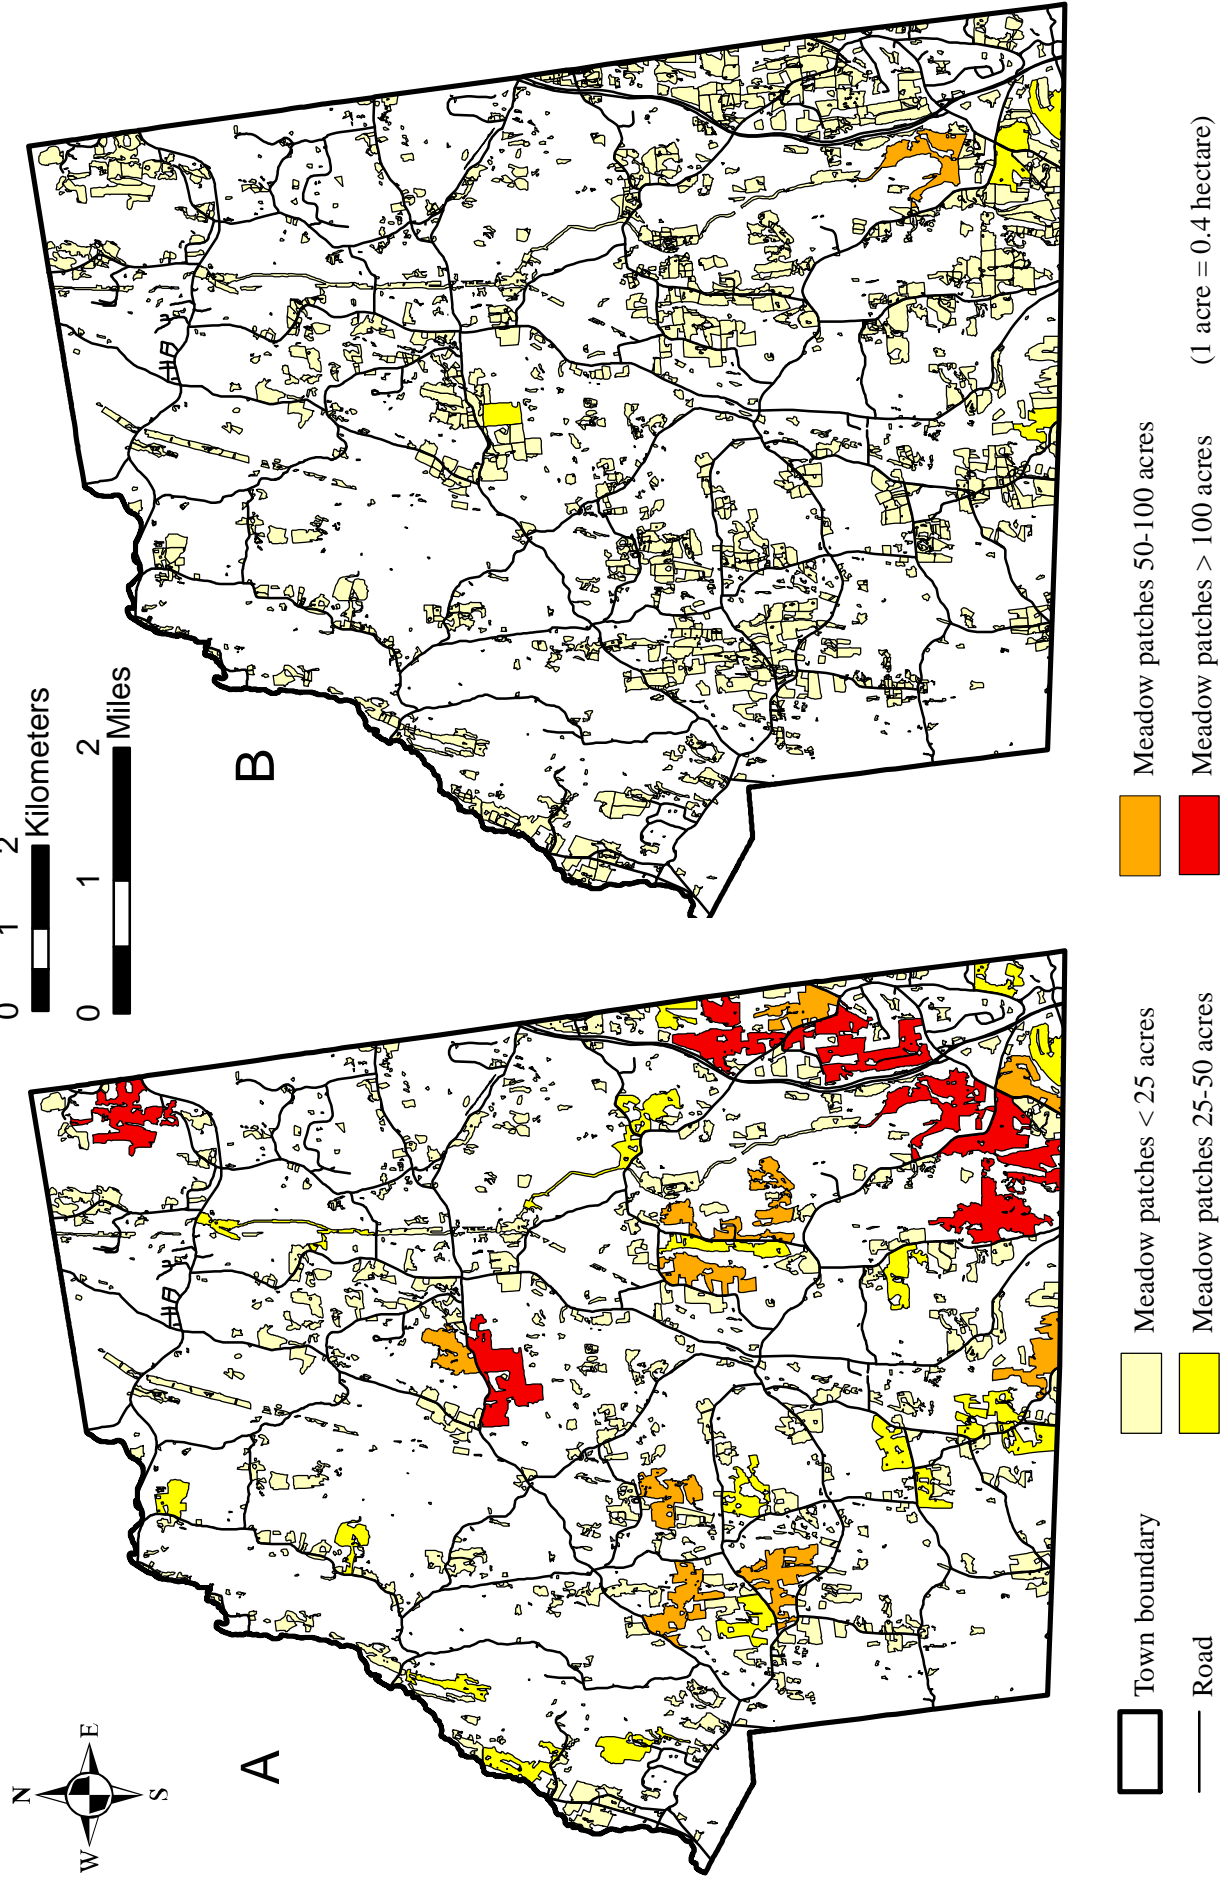 N
W E
S
A
0 1 2
Kilometers
0 1 2
Miles
B
Town boundary
Road
Meadow patches < 25 acres
Meadow patches 25-50 acres
Meadow patches 50-100 acres
Meadow patches > 100 acres
(1 acre = 0.4 hectare)